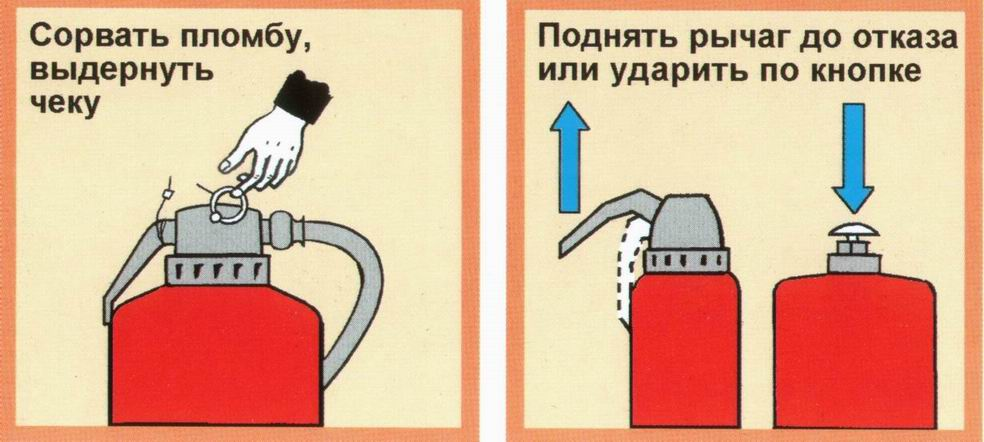 Сорвать пломбу,
выдернуть
чеку
Поднять рычаг до отказа
или ударить по кнопке